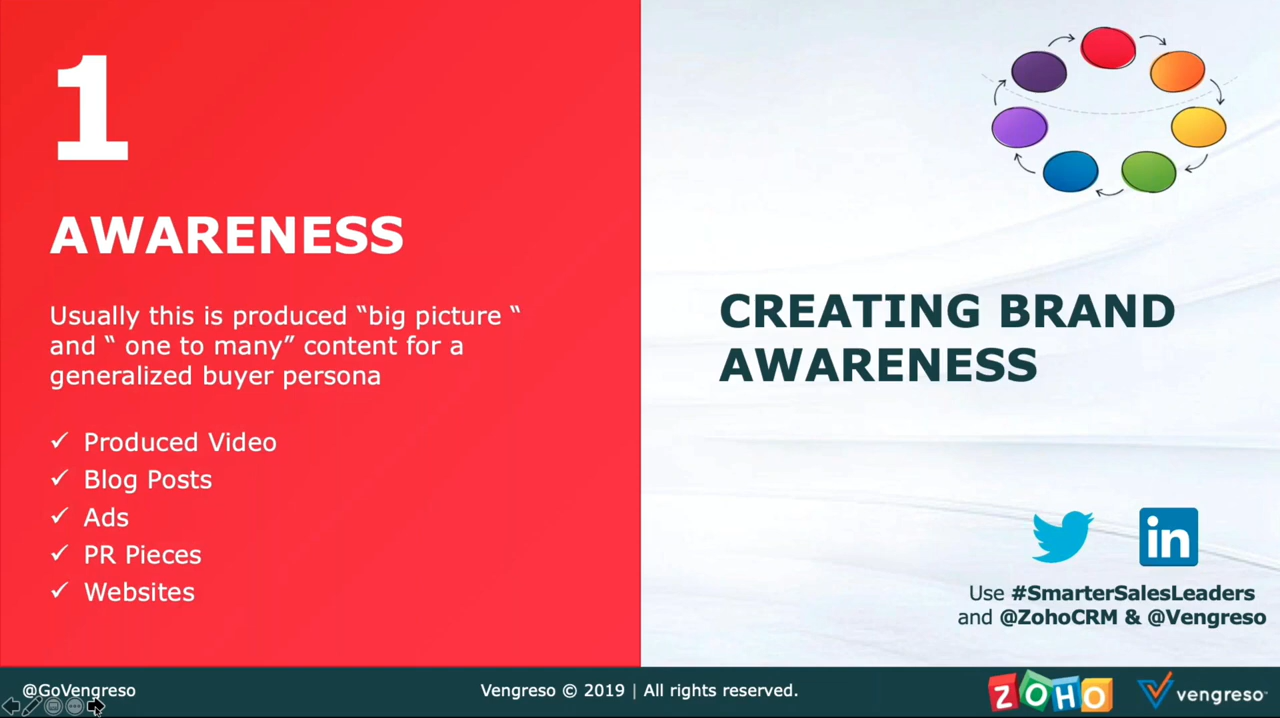 1
AWARENESS
Usually this is produced “big picture “
and “ one to many” content for a
generalized buyer persona
✓ Produced Video
✓ Blog Posts
✓ Ads
✓ PR Pieces
✓ Websites
CREATING BRAND
AWARENESS
in
Use #SmarterSalesLeaders
and @ZohoCRM & @Vengreso
@GoVengreso
Vengreso © 2019 | All rights reserved.
ZOHO
vengreso